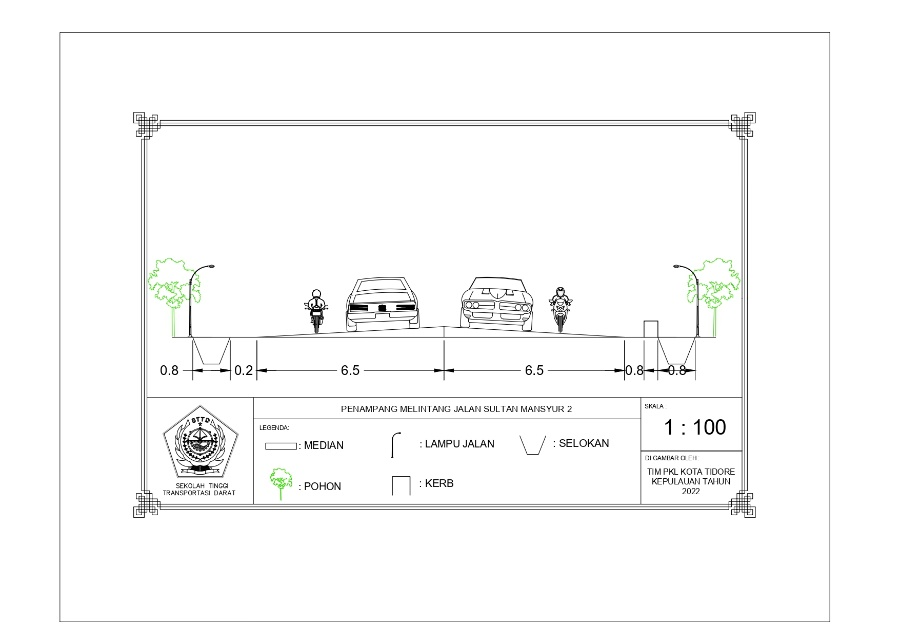 0.8 0.2 6.5 6.5 0.8 0.8
PENAMPANG MELINTANG JALAN SULTAN MANSYUR 2
LEGENDA:
: MEDIAN
: LAMPU JALAN
: SELOKAN
: POHON
: KERB
STTD
SEKOLAH TINGGI
TRANSPORTASI DARAT
SKALA
1 : 100
DI GAMBAR OLEH
TIM PKL KOTA TIDORE
KEPULAUAN TAHUN
2022